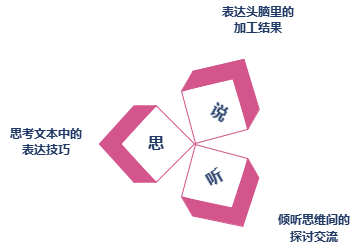 表达头脑里的
加工结果
说
思考文本中的
表达技巧
思
听
倾听思维间的
探讨交流